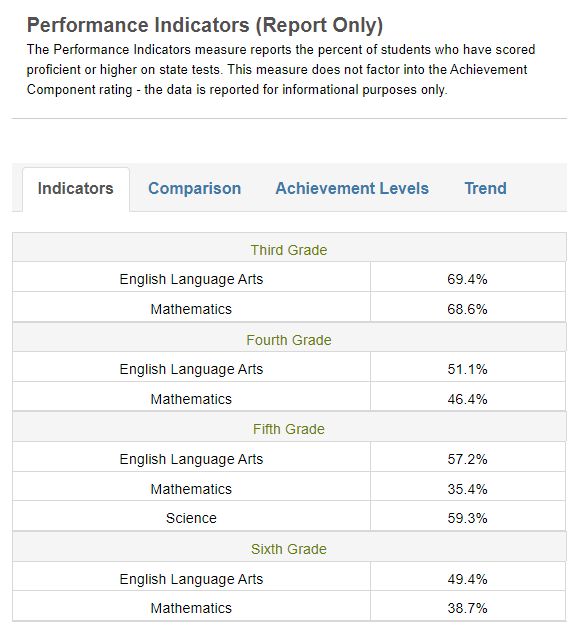 Performance Indicators (Report Only)
The Performance Indicators measure reports the percent of students who have scored
proficient or higher on state tests. This measure does not factor into the Achievement
Component rating - the data is reported for informational purposes only.
Indicators Comparison Achievement Levels Trend
Third Grade
English Language Arts 69.4%
Mathematics 68.6%
Fourth Grade
English Language Arts 51.1%
Mathematics 46.4%
Fifth Grade
English Language Arts 57.2%
Mathematics 35.4%
Science 59.3%
Sixth Grade
English Language Arts 49.4%
Mathematics 38.7%